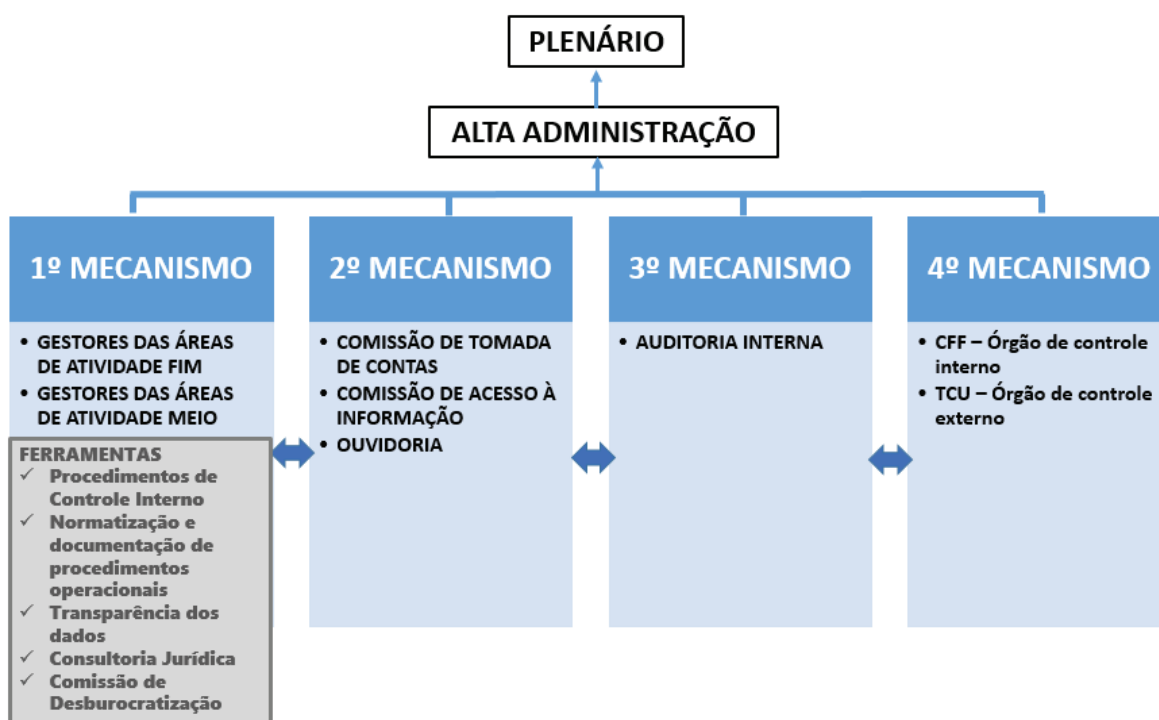 PLENÁRIO
ALTA ADMINISTRAÇÃO
1º MECANISMO
• GESTORES DAS ÁREAS
DE ATIVIDADE FIM
• GESTORES DAS ÁREAS
DE ATIVIDADE MEIO
FERRAMENTAS
✓ Procedimentos de
Controle Interno
✓ Normatização e
documentação de
procedimentos
operacionais
✓ Transparência dos
dados
✓ Consultoria Jurídica
✓ Comissão de
Desburocratização
2º MECANISMO
• COMISSÃO DE TOMADA
DE CONTAS
• COMISSÃO DE ACESSO À
INFORMAÇÃO
• OUVIDORIA
3º MECANISMO
• AUDITORIA INTERNA
4º MECANISMO
• CFF – Órgão de controle
interno
• TCU – Órgão de controle
externo